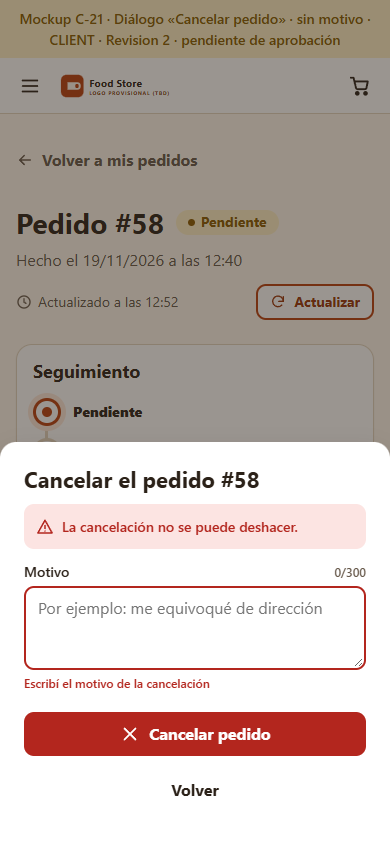 Mockup C-21 · Diálogo «Cancelar pedido» · sin motivo ·
CLIENT · Revision 2 · pendiente de aprobación
Food Store
LOGO PROVISIONAL (TBD)
Volver a mis pedidos
Pedido #58
Pendiente
Hecho el 19/11/2026 a las 12:40
Actualizado a las 12:52
Actualizar
Seguimiento
Pendiente
Cancelar el pedido #58
La cancelación no se puede deshacer.
Motivo
0/300
Por ejemplo: me equivoqué de dirección
Escribí el motivo de la cancelación
Cancelar pedido
Volver